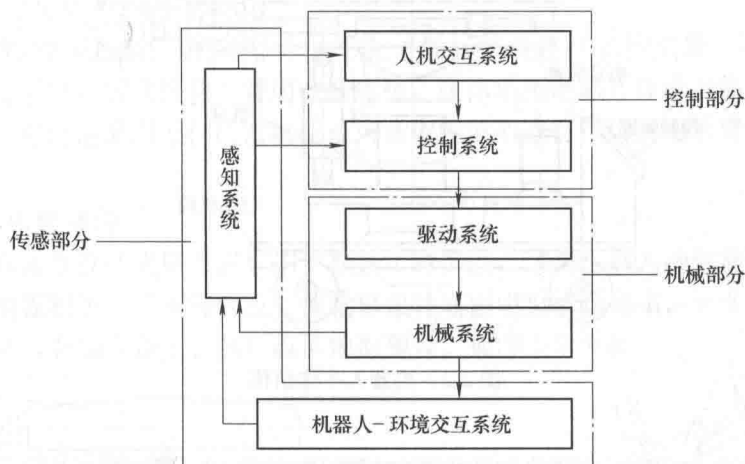 人机交互系统
控制部分
控制系统
感知系统
驱动系统
传感部分
机械部分
机械系统
机器人-环境交互系统